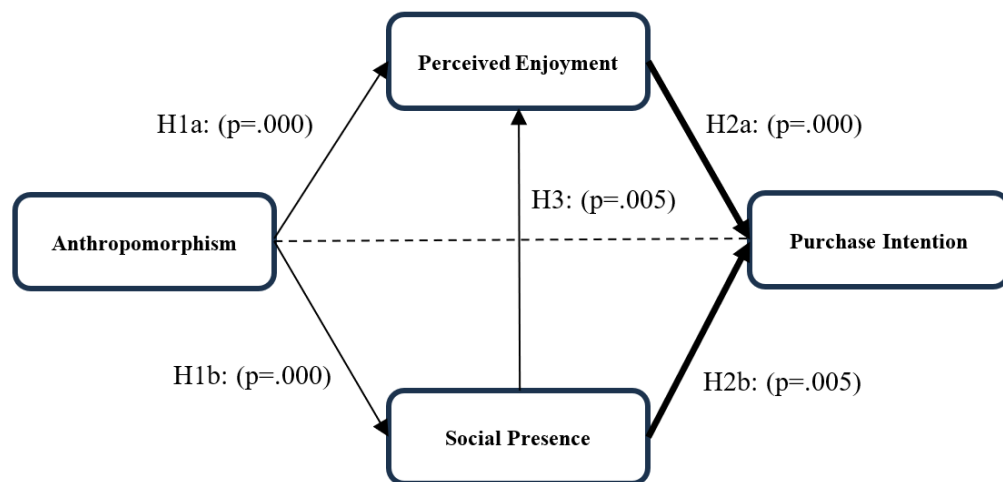 Perceived Enjoyment
H1a: (p=.000)
H2a: (p=.000)
H3: (p=.005)
Anthropomorphism
Purchase Intention
H1b: (p=.000)
H2b: (p=.005)
Social Presence